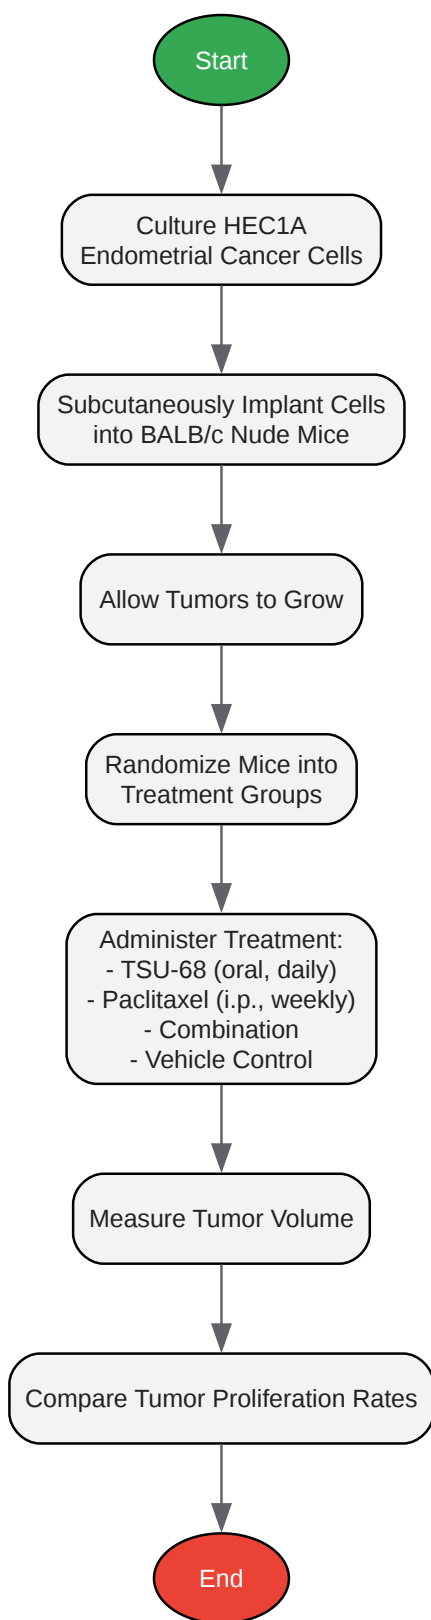 Start
Culture HEC1A
Endometrial Cancer Cells
Subcutaneously Implant Cells
into BALB/c Nude Mice
Allow Tumors to Grow
Randomize Mice into
Treatment Groups
Administer Treatment:
- TSU-68 (oral, daily)
- Paclitaxel (i.p., weekly)
- Combination
- Vehicle Control
Measure Tumor Volume
Compare Tumor Proliferation Rates
End